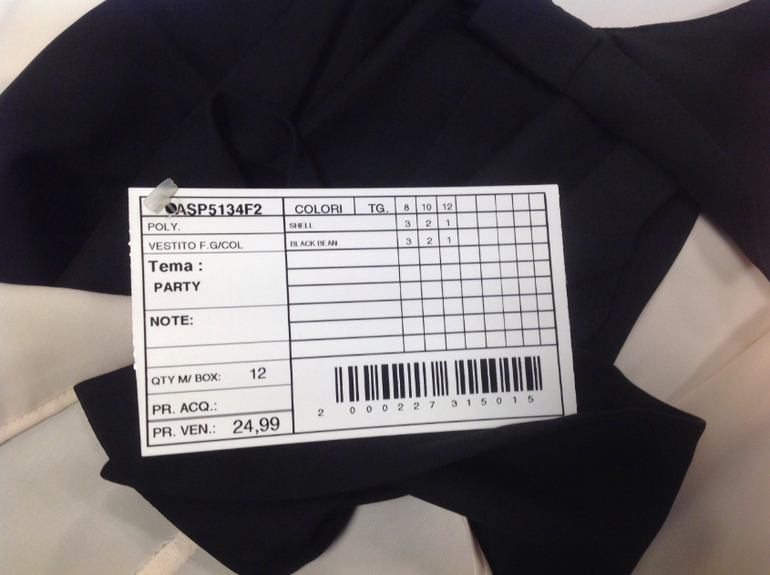 ASP5134F2 COLORI TG. 8 10 12
POLY. SHELL 3 2 1
VESTITO F.G/COL BLACK BEAN 3 2 1
Tema :
PARTY
NOTE:
QTY M/ BOX: 12
PR. ACQ.:
PR. VEN.: 24,99
2 000227 315015